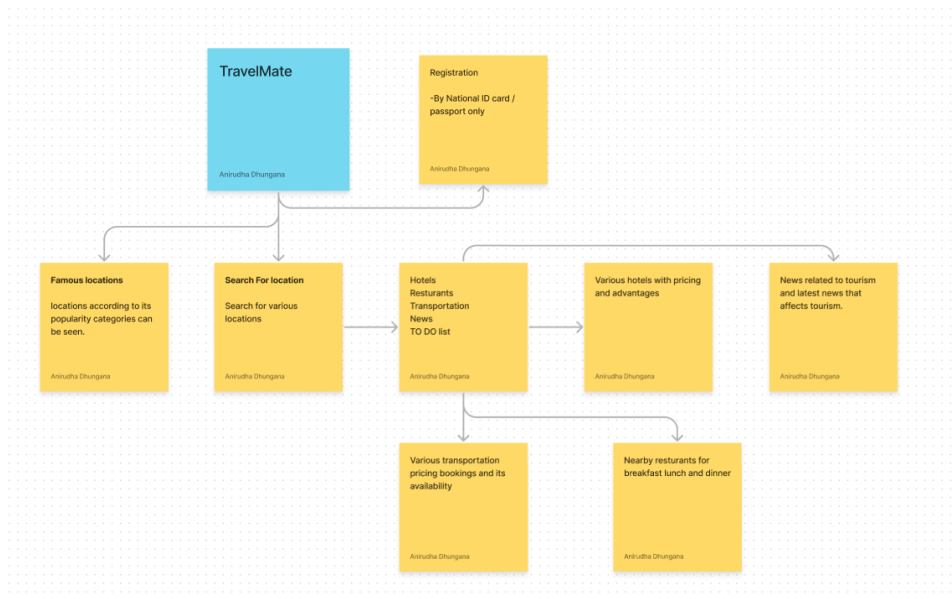 TravelMate
Anirudha Dhungana
Registration
-By National ID card /
passport only
Anirudha Dhungana
Famous locations
locations according to its
popularity categories can
be seen.
Anirudha Dhungana
Search For location
Search for various
locations
Anirudha Dhungana
Hotels
Resturants
Transportation
News
TO DO list
Anirudha Dhungana
Various hotels with pricing
and advantages
Anirudha Dhungana
News related to tourism
and latest news that
affects tourism.
Anirudha Dhungana
Various transportation
pricing bookings and its
availability
Anirudha Dhungana
Nearby resturants for
breakfast lunch and dinner
Anirudha Dhungana